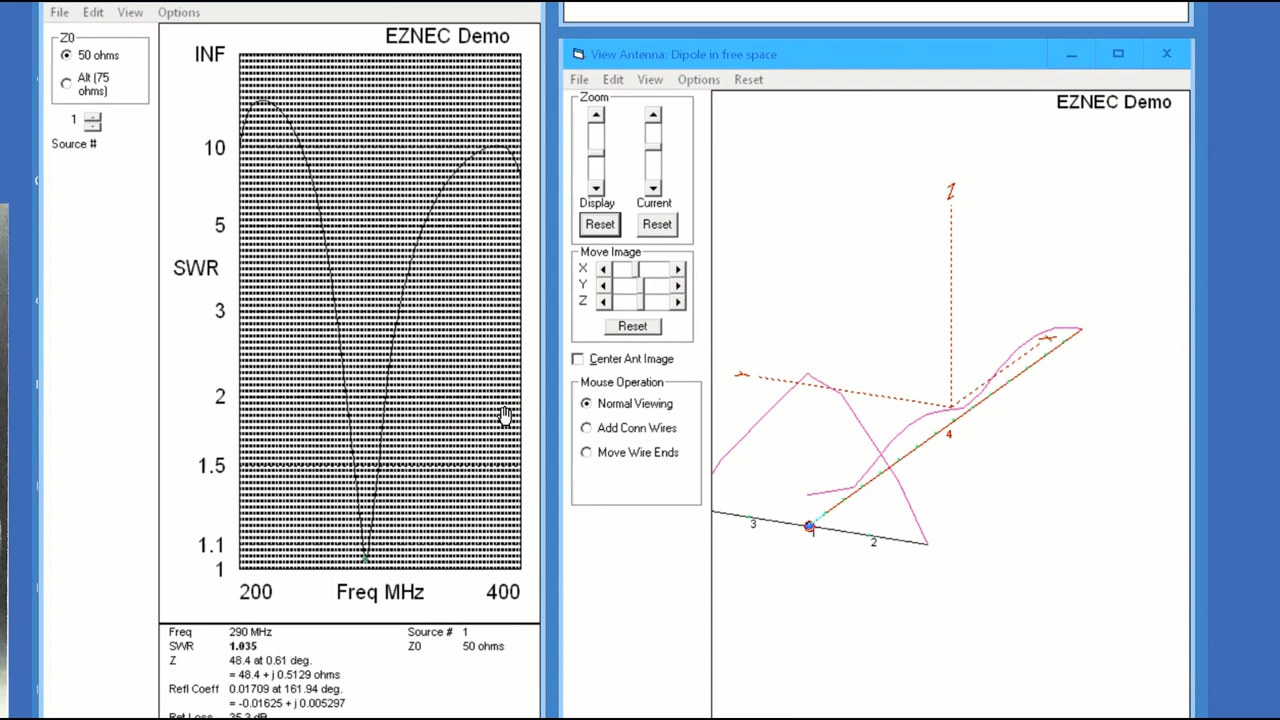 File Edit View Options
Z0
50 ohms
Alt (75
ohms)
1
Source #
EZNEC Demo
INF
10
5
SWR
3
2
1.5
1.1
1
200 Freq MHz 400
Freq 290 MHz Source # 1
SWR 1.035 Z0 50 ohms
Z 48.4 at 0.61 deg.
= 48.4 + j 0.5129 ohms
Refl Coeff 0.01709 at 161.94 deg.
= -0.01625 + j 0.005297
Ret Loss 35.3 dB
View Antenna: Dipole in free space
File Edit View Options Reset
Zoom
Display Current
Reset Reset
Move Image
X
Y
Z
Reset
Center Ant Image
Mouse Operation
Normal Viewing
Add Conn Wires
Move Wire Ends
EZNEC Demo
Z
4
3
1
2